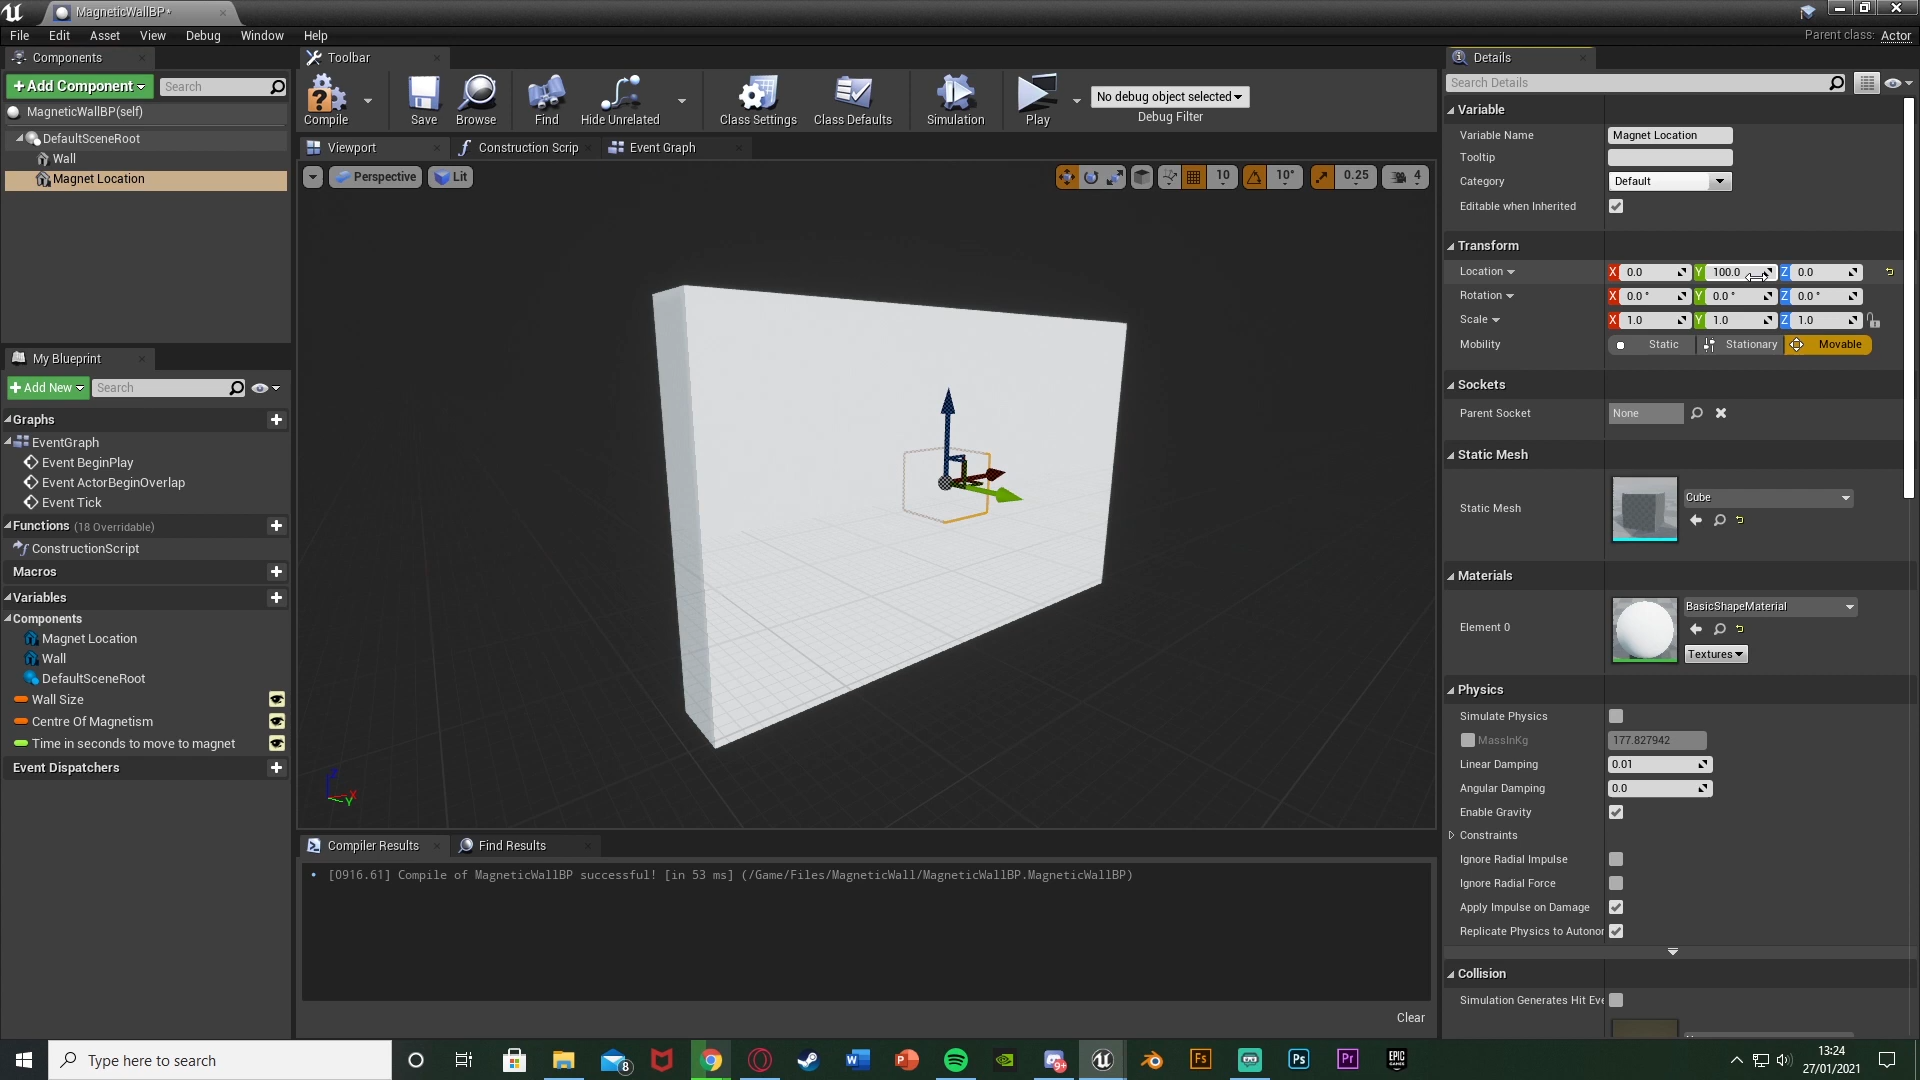 MagneticWallBP*
File Edit Asset View Debug Window Help
Parent class: Actor
Components
+Add Component
Search
MagneticWallBP(self)
DefaultSceneRoot
Wall
Magnet Location
My Blueprint
+Add New
Search
Graphs
EventGraph
Event BeginPlay
Event ActorBeginOverlap
Event Tick
Functions (18 Overridable)
ConstructionScript
Macros
Variables
Components
Magnet Location
Wall
DefaultSceneRoot
Wall Size
Centre Of Magnetism
Time in seconds to move to magnet
Event Dispatchers
Toolbar
Compile Save Browse Find Hide Unrelated Class Settings Class Defaults Simulation Play
No debug object selected
Debug Filter
Viewport Construction Scrip Event Graph
Perspective Lit 10 10° 0.25 4
Z X Y
Compiler Results Find Results
• [0916.61] Compile of MagneticWallBP successful! [in 53 ms] (/Game/Files/MagneticWall/MagneticWallBP.MagneticWallBP)
Clear
Details
Search Details
Variable
Variable Name Magnet Location
Tooltip
Category Default
Editable when Inherited
Transform
Location X 0.0 Y 100.0 Z 0.0
Rotation X 0.0 ° Y 0.0 ° Z 0.0 °
Scale X 1.0 Y 1.0 Z 1.0
Mobility Static Stationary Movable
Sockets
Parent Socket None
Static Mesh
Static Mesh Cube
Materials
Element 0 BasicShapeMaterial
Textures
Physics
Simulate Physics
MassInKg 177.827942
Linear Damping 0.01
Angular Damping 0.0
Enable Gravity
Constraints
Ignore Radial Impulse
Ignore Radial Force
Apply Impulse on Damage
Replicate Physics to Autonor
Collision
Simulation Generates Hit Eve
Type here to search
8
9+
Fs
Ps
Pr
EPIC GAMES
13:24
27/01/2021